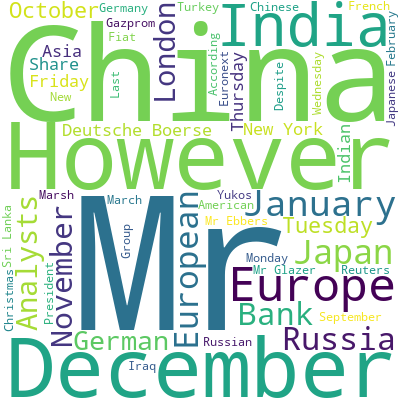 October
Germany
Turkey
Chinese
French
Gazprom
Fiat
According
India
Asia
Share
Friday
New
Last
London
Euronext
Thursday
Despite
Wednesday
Japanese
February
China
Deutsche Boerse
New York
Indian
However
Marsh
March
Yukos
American
Mr Ebbers
January
Tuesday
Sri Lanka
Christmas
Analysts
President
November
Group
Mr
European
Monday
Japan
Mr Glazer
Reuters
Europe
September
German
Bank
Russia
Russian
Iraq
December